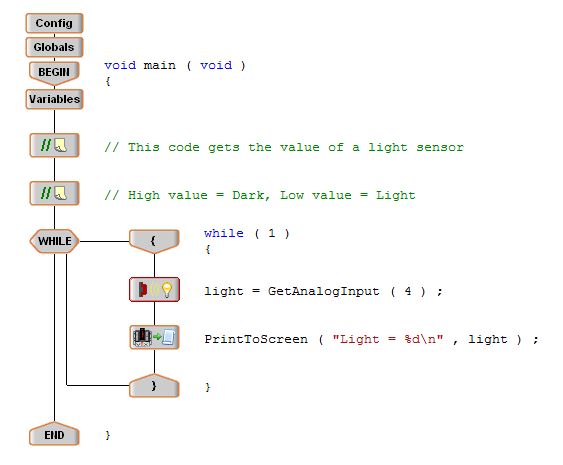 Config
Globals
BEGIN void main ( void )
{
Variables
// // This code gets the value of a light sensor
// // High value = Dark, Low value = Light
WHILE { while ( 1 )
{
light = GetAnalogInput ( 4 ) ;
PrintToScreen ( "Light = %d\n" , light ) ;
} }
END }